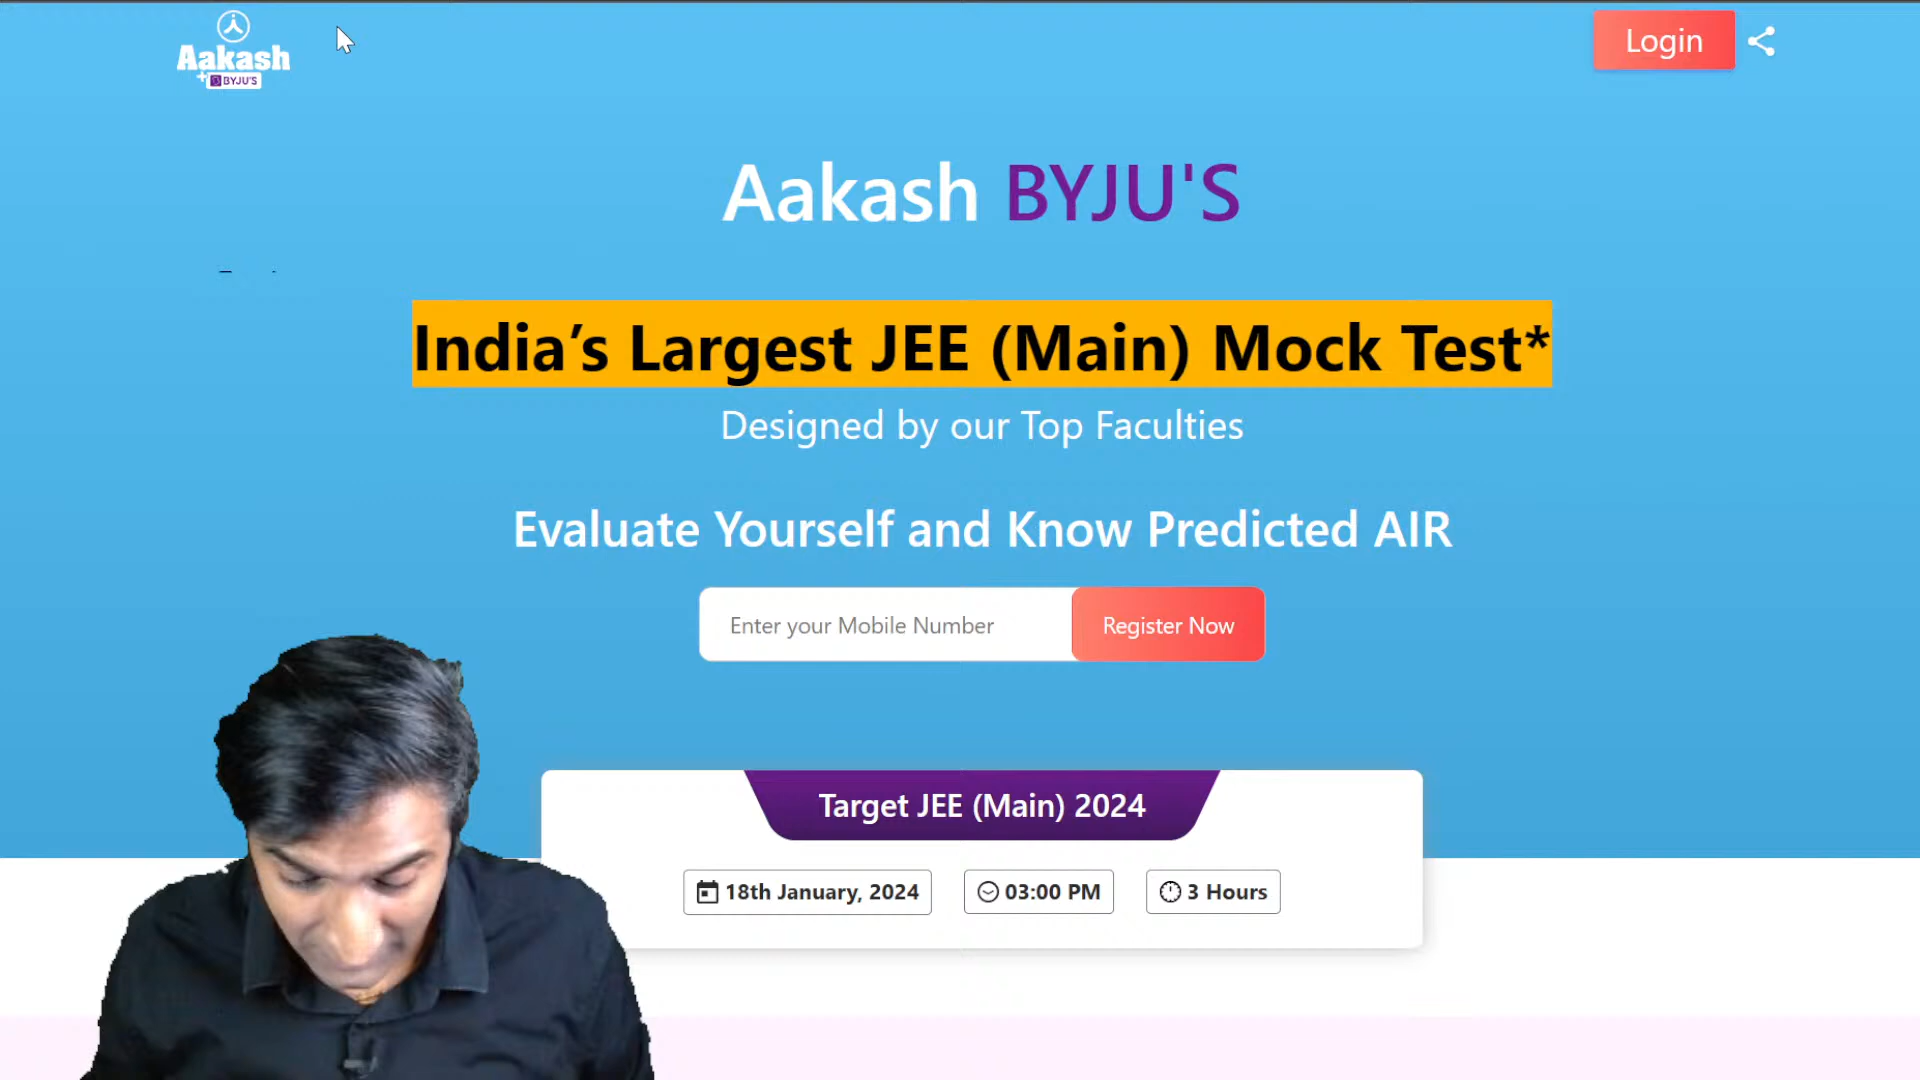 Aakash
+ BYJU'S
Login
Aakash BYJU'S
India’s Largest JEE (Main) Mock Test*
Designed by our Top Faculties
Evaluate Yourself and Know Predicted AIR
Enter your Mobile Number
Register Now
Target JEE (Main) 2024
18th January, 2024
03:00 PM
3 Hours